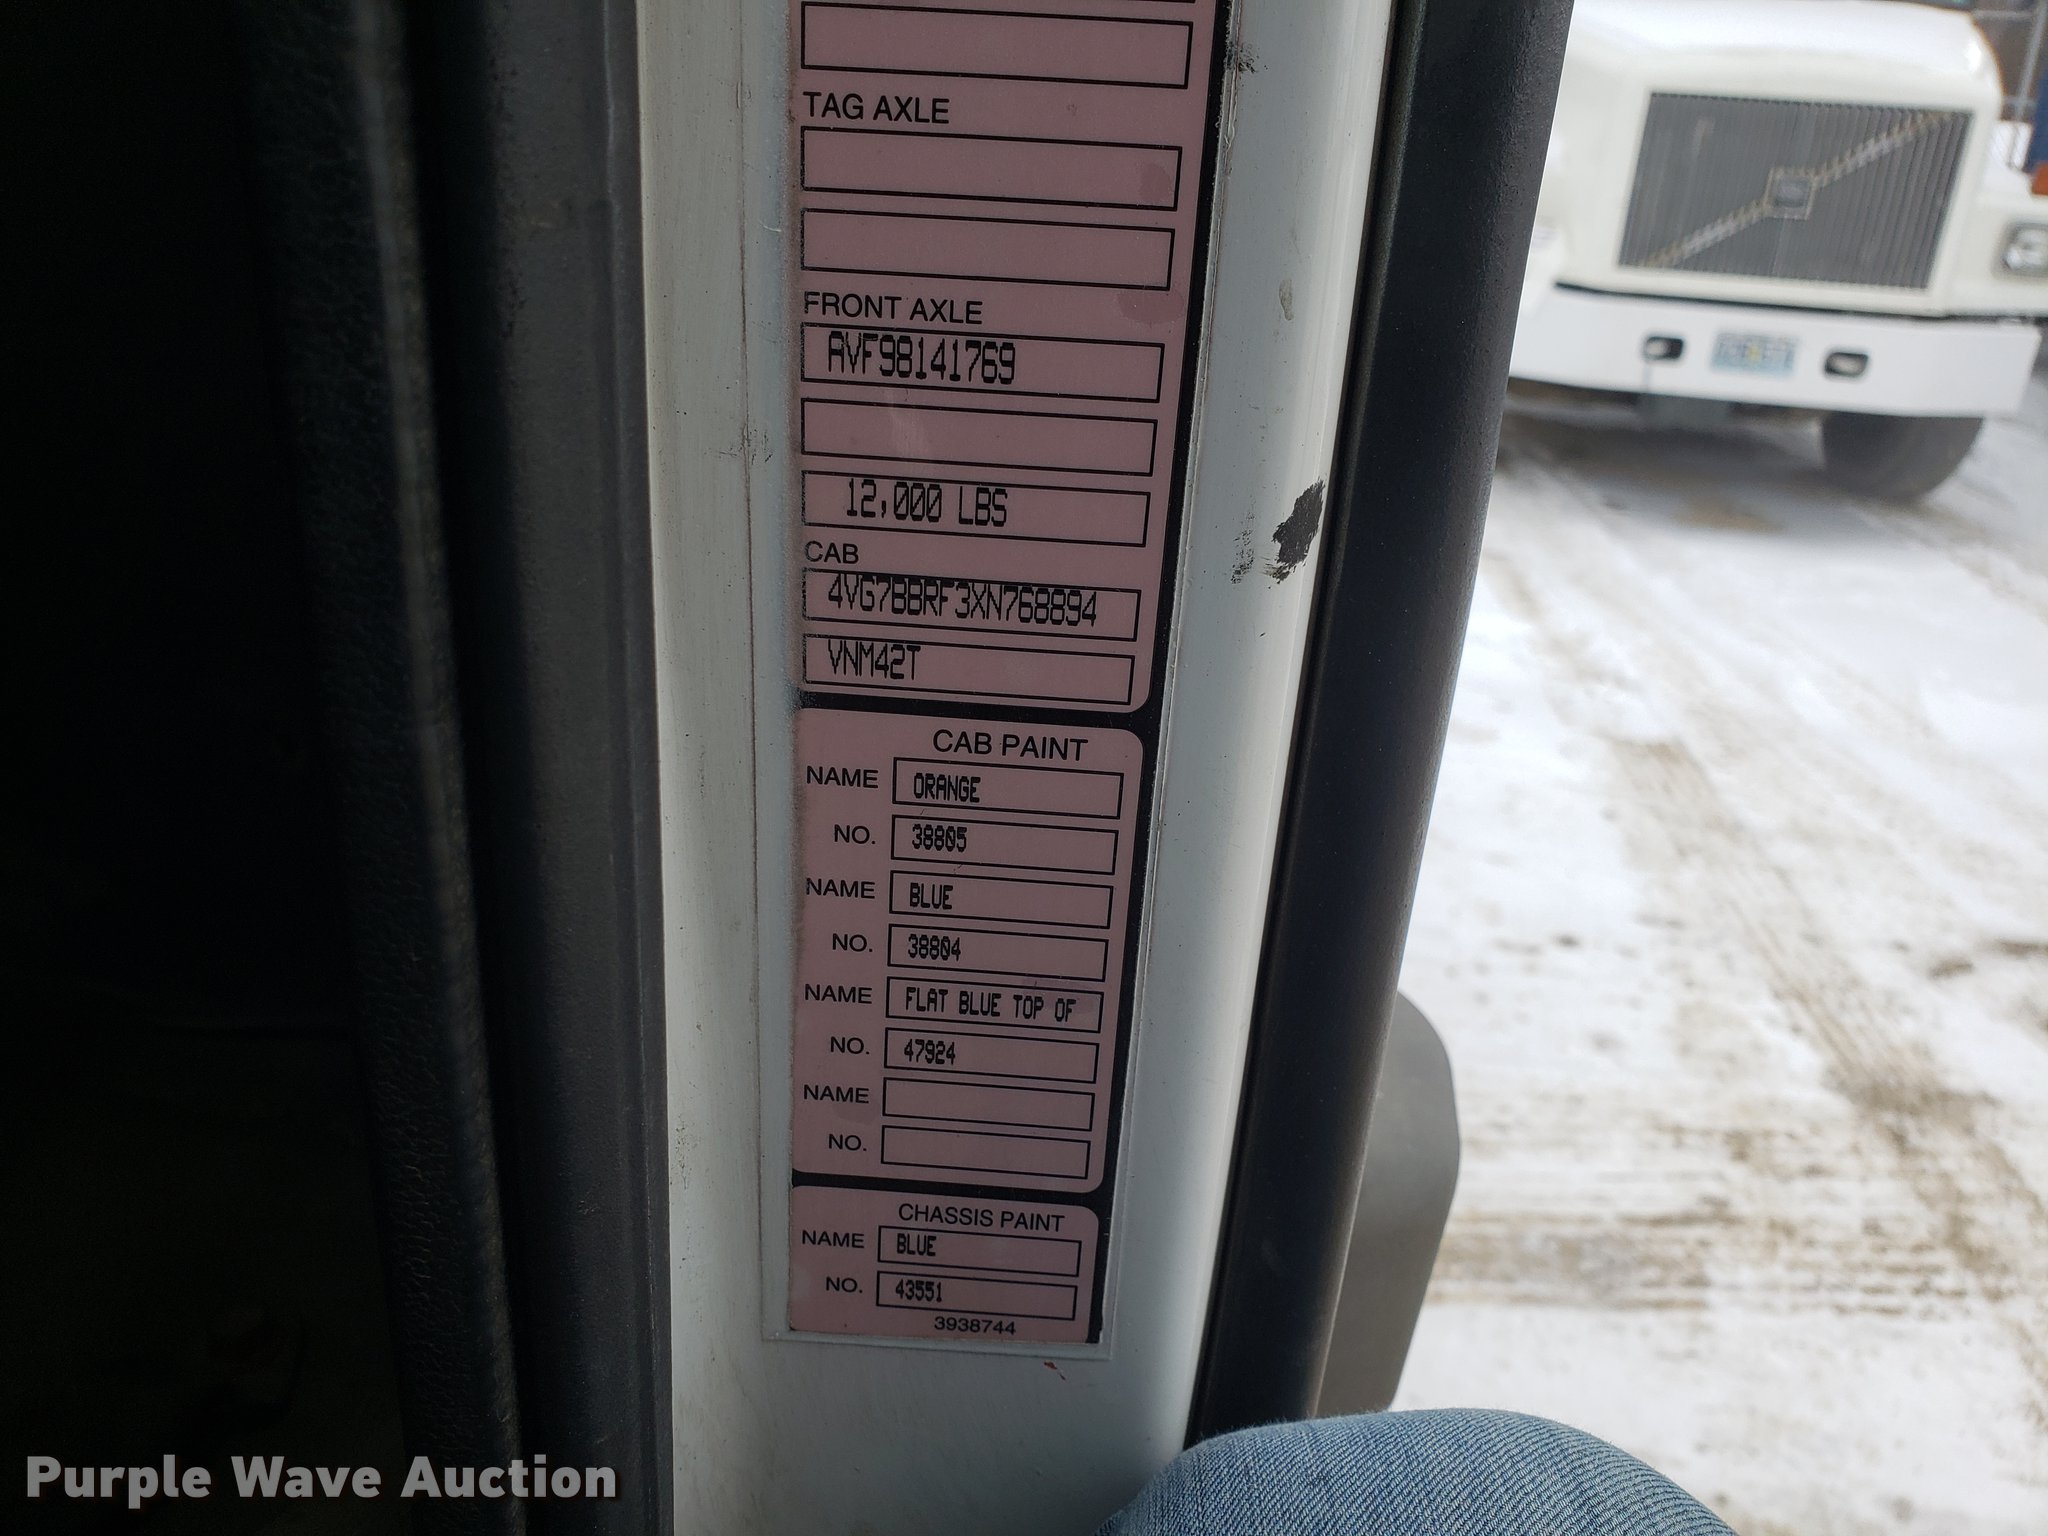 TAG AXLE
FRONT AXLE
AVF98141769
12,000 LBS
CAB
4VG7BBRF3XN768894
VNM42T
CAB PAINT
NAME ORANGE
NO. 38805
NAME BLUE
NO. 38804
NAME FLAT BLUE TOP OF
NO. 47924
NAME
NO.
CHASSIS PAINT
NAME BLUE
NO. 43551
3938744
Purple Wave Auction